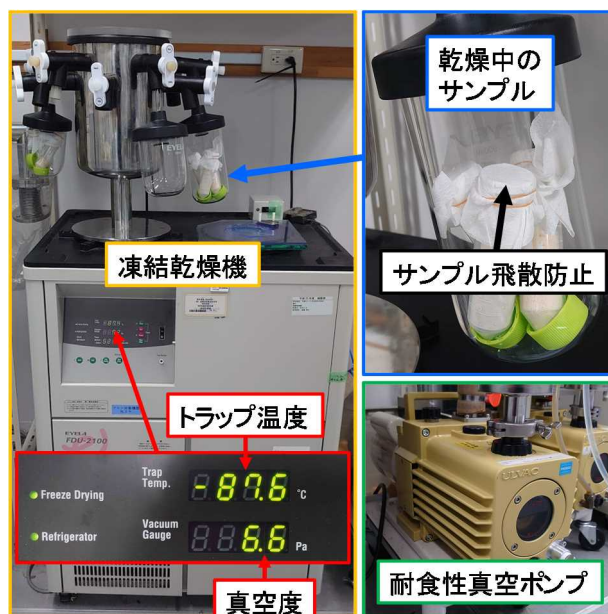 乾燥中の
サンプル
サンプル飛散防止
凍結乾燥機
EYELA
FDU-2100
トラップ温度
Trap
Temp.
-87.6 °C
Freeze Drying
Refrigerator
Vacuum
Gauge
6.6 Pa
真空度
ULVAC
耐食性真空ポンプ